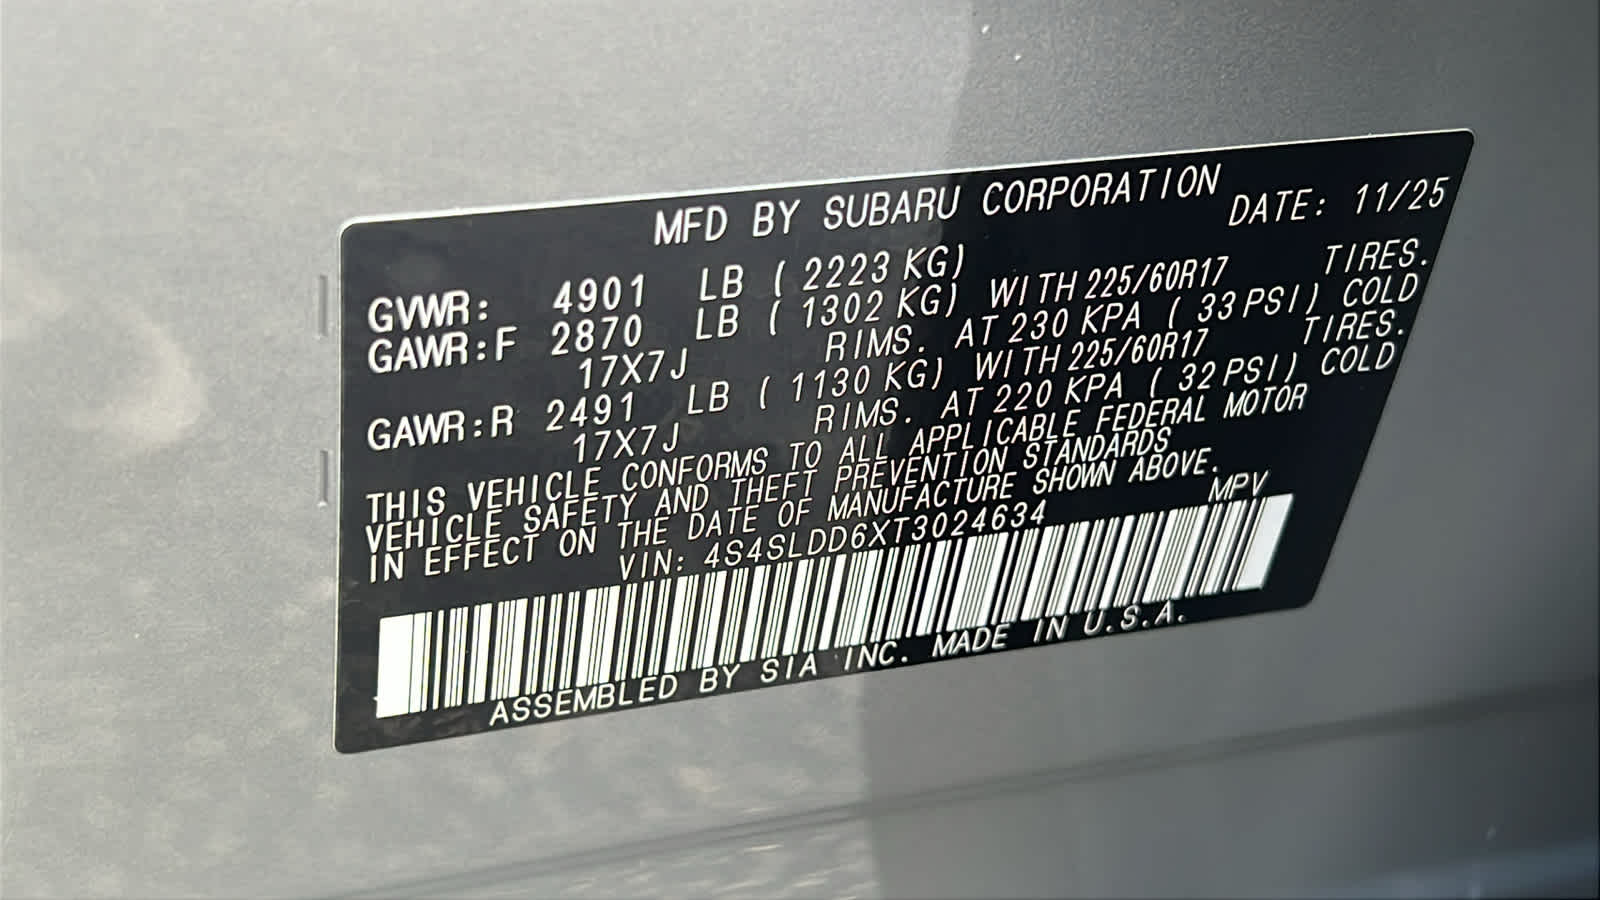 MFD BY SUBARU CORPORATION DATE: 11/25
GVWR: 4901 LB ( 2223 KG)
GAWR:F 2870 LB ( 1302 KG) WITH 225/60R17 TIRES.
17X7J RIMS. AT 230 KPA ( 33 PSI) COLD
GAWR:R 2491 LB ( 1130 KG) WITH 225/60R17 TIRES.
17X7J RIMS. AT 220 KPA ( 32 PSI) COLD
THIS VEHICLE CONFORMS TO ALL APPLICABLE FEDERAL MOTOR
VEHICLE SAFETY AND THEFT PREVENTION STANDARDS
IN EFFECT ON THE DATE OF MANUFACTURE SHOWN ABOVE.
VIN: 4S4SLDD6XT3024634 MPV
ASSEMBLED BY SIA INC. MADE IN U.S.A.